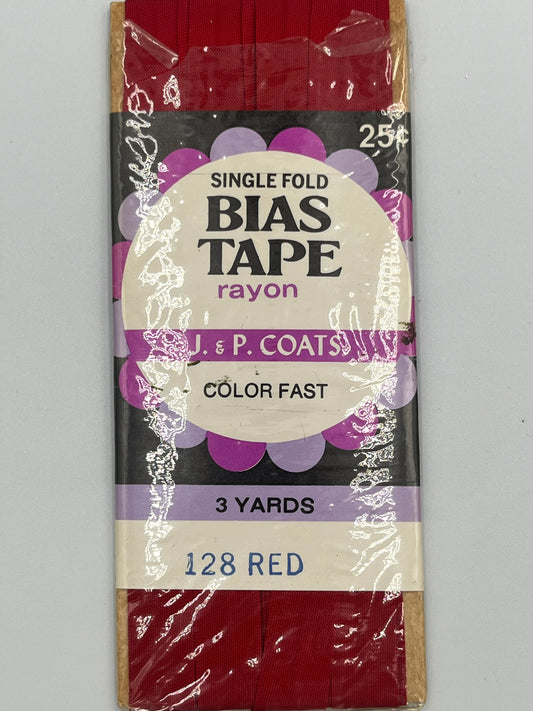 25¢
SINGLE FOLD
BIAS
TAPE
rayon
J. & P. COATS
COLOR FAST
3 YARDS
128 RED